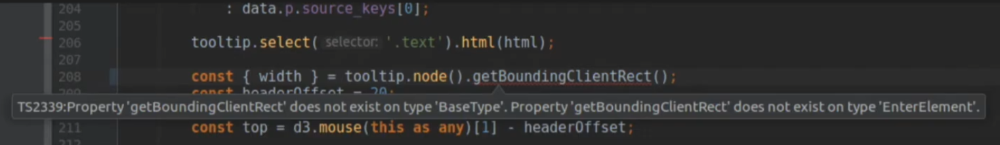 204 : data.p.source_keys[0];
205
206 tooltip.select( selector: '.text').html(html);
207
208 const { width } = tooltip.node().getBoundingClientRect();
209 const headerOffset = 20;
TS2339:Property 'getBoundingClientRect' does not exist on type 'BaseType'. Property 'getBoundingClientRect' does not exist on type 'EnterElement'.
211 const top = d3.mouse(this as any)[1] - headerOffset;
212